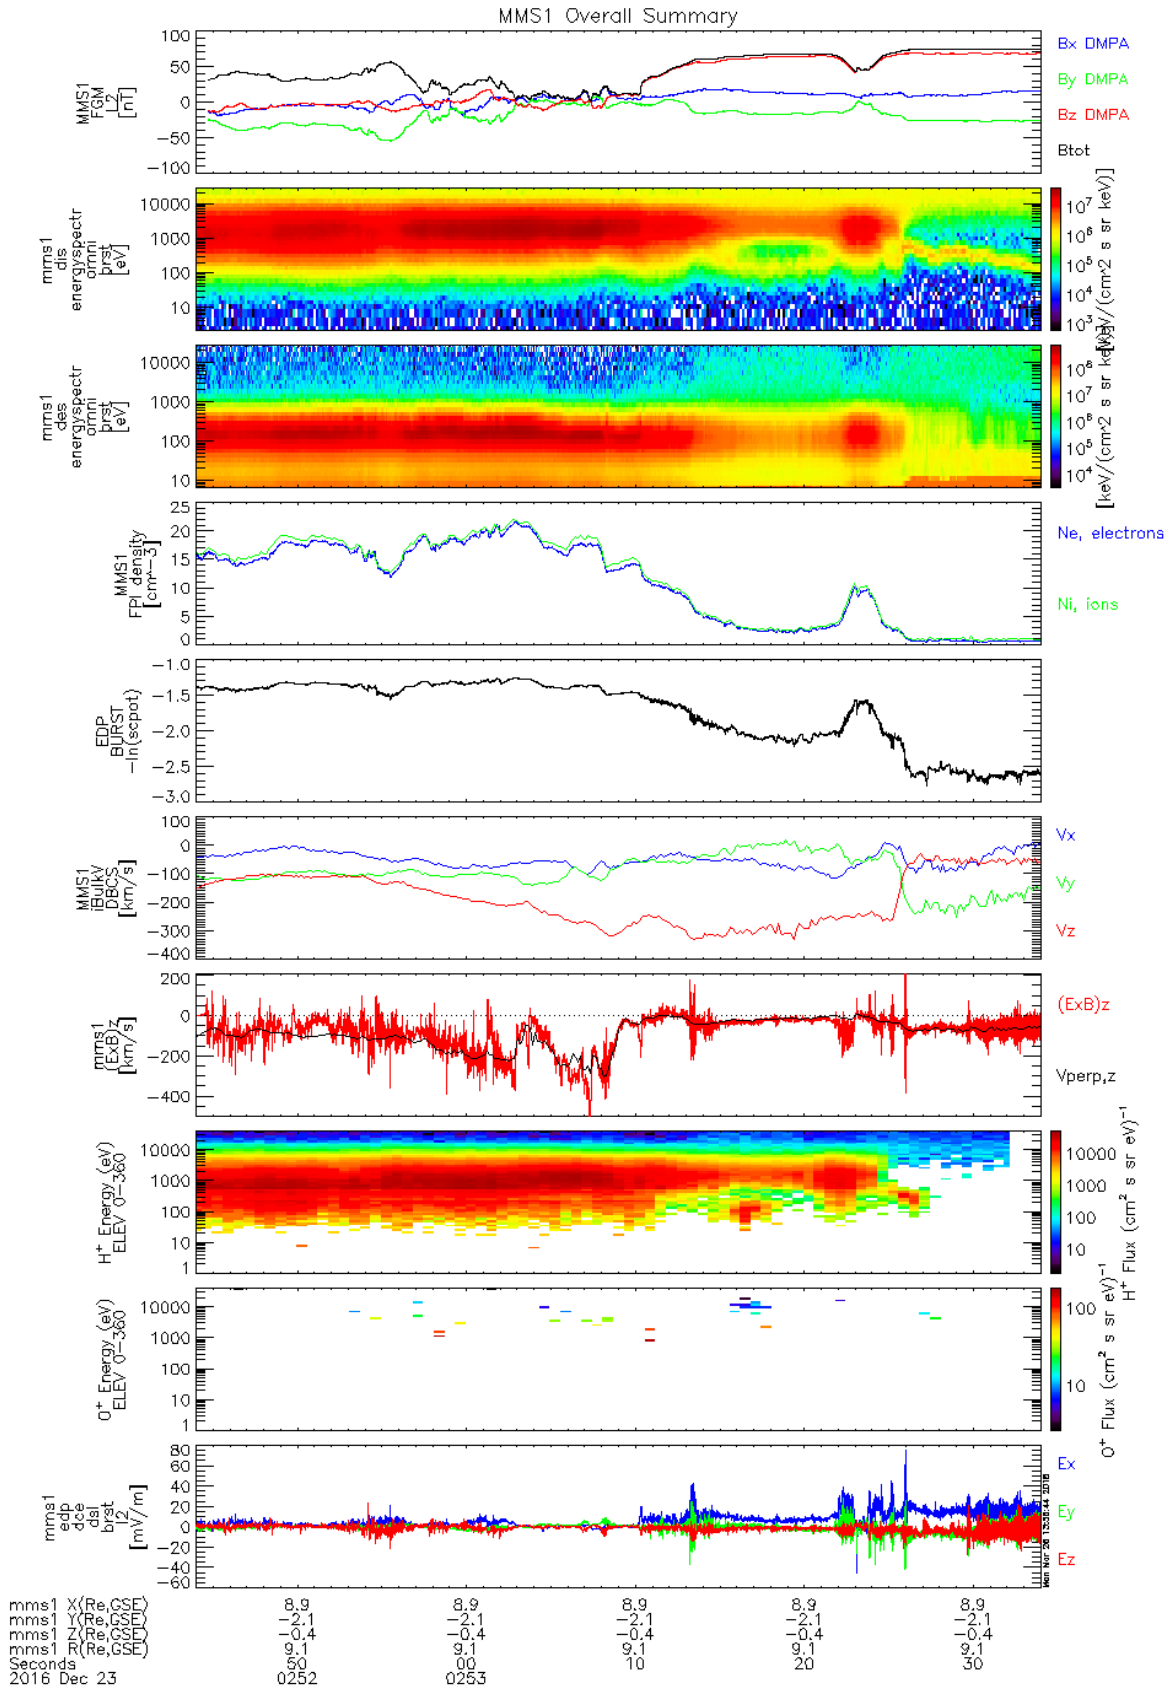 MMS1 Overall Summary
100
50
0
−50
−100
MMS1
FGM
L2
[nT]
Bx DMPA
By DMPA
Bz DMPA
Btot
10000
1000
100
10
mms1
dis
energyspectr
omni
brst
[eV]
10^7
10^6
10^5
10^4
10^3
[keV/(cm^2 s sr keV)]
10000
1000
100
10
mms1
des
energyspectr
omni
brst
[eV]
10^8
10^7
10^6
10^5
10^4
[keV/(cm^2 s sr keV)]
25
20
15
10
5
0
MMS1
FPI density
[cm^−3]
Ne, electrons
Ni, ions
−1.0
−1.5
−2.0
−2.5
−3.0
EDP
BURST
−ln(scpot)
100
0
−100
−200
−300
−400
MMS1
iBulkV
DBCS
[km/s]
Vx
Vy
Vz
200
0
−200
−400
mms1
(ExB)z
[km/s]
(ExB)z
Vperp,z
10000
1000
100
10
1
H+ Energy (eV)
ELEV 0−360
10000
1000
100
10
H+ Flux (cm² s sr eV)⁻¹
10000
1000
100
10
1
O+ Energy (eV)
ELEV 0−360
100
10
O+ Flux (cm² s sr eV)⁻¹
80
60
40
20
0
−20
−40
−60
mms1
edp
dce
dsl
brst
l2
[mV/m]
Ex
Ey
Ez
mms1 X(Re,GSE) 8.9 8.9 8.9 8.9 8.9
mms1 Y(Re,GSE) −2.1 −2.1 −2.1 −2.1 −2.1
mms1 Z(Re,GSE) −0.4 −0.4 −0.4 −0.4 −0.4
mms1 R(Re,GSE) 9.1 9.1 9.1 9.1 9.1
Seconds 50 00 10 20 30
2016 Dec 23 0252 0253